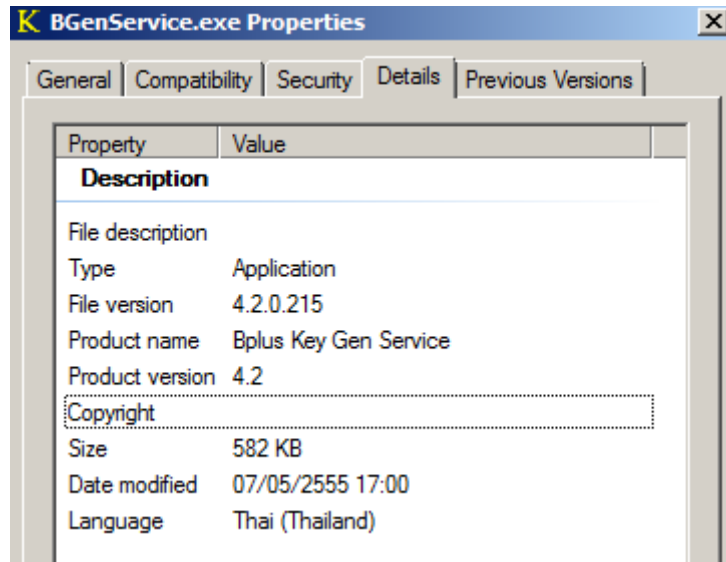 K BGenService.exe Properties
General Compatibility Security Details Previous Versions
Property Value
Description
File description
Type Application
File version 4.2.0.215
Product name Bplus Key Gen Service
Product version 4.2
Copyright
Size 582 KB
Date modified 07/05/2555 17:00
Language Thai (Thailand)